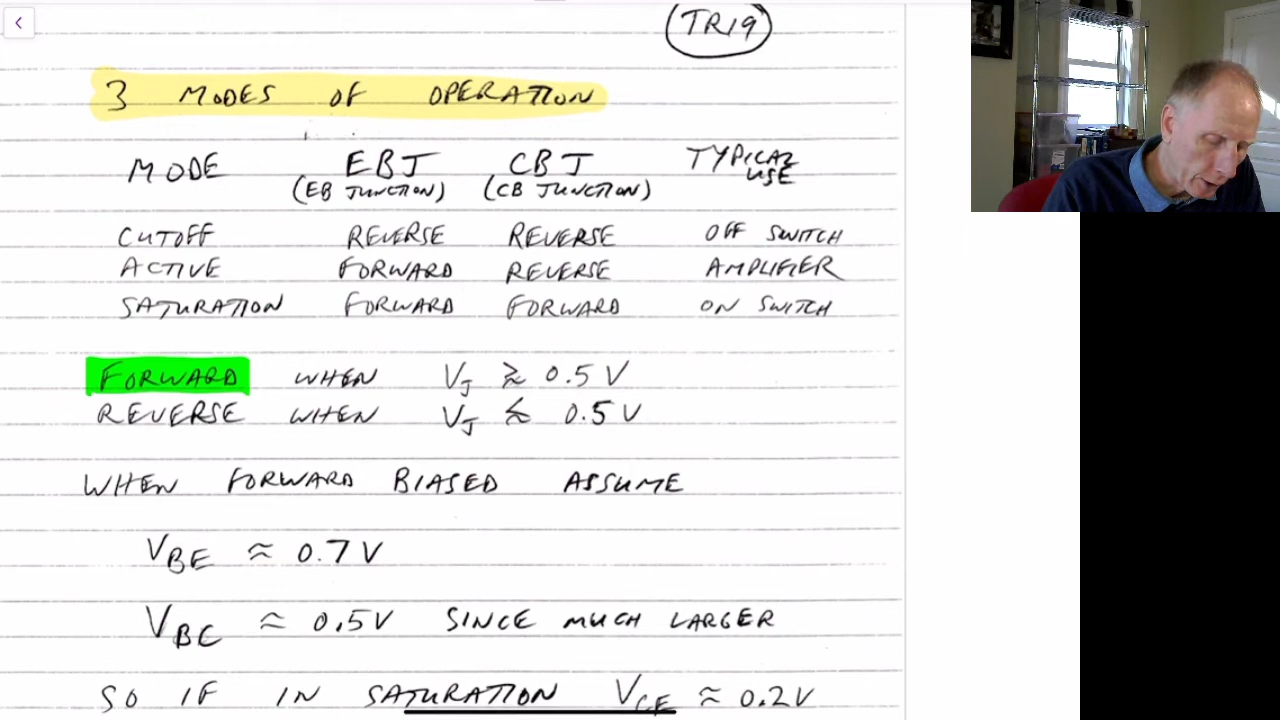 TR19
3 MODES OF OPERATION
MODE EBJ CBJ TYPICAL USE
(EB JUNCTION) (CB JUNCTION)
CUTOFF REVERSE REVERSE OFF SWITCH
ACTIVE FORWARD REVERSE AMPLIFIER
SATURATION FORWARD FORWARD ON SWITCH
FORWARD WHEN VJ ⪆ 0.5 V
REVERSE WHEN VJ ⪅ 0.5 V
WHEN FORWARD BIASED ASSUME
VBE ≈ 0.7 V
VBC ≈ 0.5V SINCE MUCH LARGER
SO IF IN SATURATION VCE ≈ 0.2V